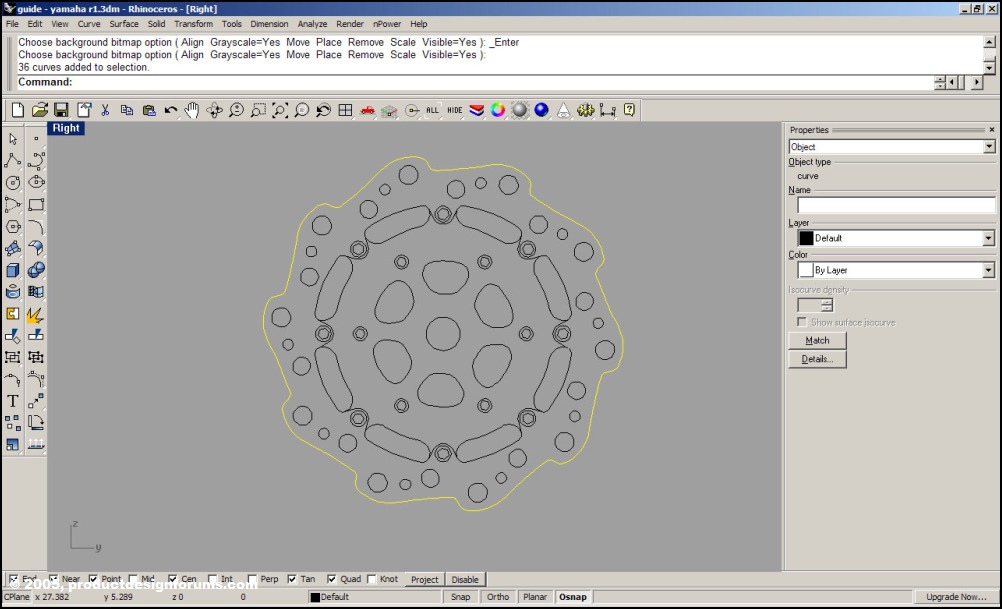 guide - yamaha r1.3dm - Rhinoceros - [Right]
File Edit View Curve Surface Solid Transform Tools Dimension Analyze Render nPower Help
Choose background bitmap option ( Align Grayscale=Yes Move Place Remove Scale Visible=Yes ): _Enter
Choose background bitmap option ( Align Grayscale=Yes Move Place Remove Scale Visible=Yes ):
36 curves added to selection.
Command:
ALL HIDE
Right
Properties
Object
Object type
curve
Name
Layer
Default
Color
By Layer
Isocurve density
Show surface isocurve
Match
Details...
T
z
y
End Near Point Mid Cen Int Perp Tan Quad Knot Project Disable
© 2005, productdesignforums.com
CPlane x 27.382 y 5.289 z 0 0 Default Snap Ortho Planar Osnap Upgrade Now...